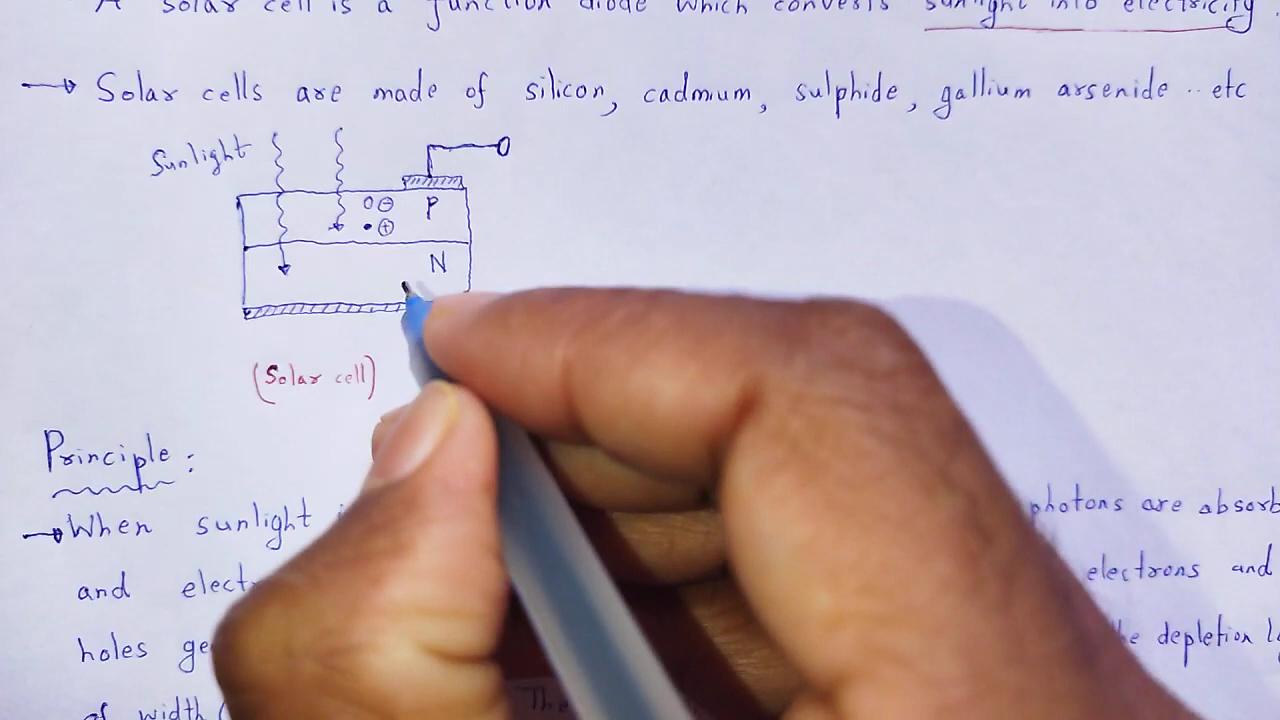 A solar cell is a junction diode which converts sunlight into electricity.
→ Solar cells are made of silicon, cadmium, sulphide, gallium arsenide .. etc
Sunlight
P
N
(Solar cell)
Principle :
→ When sunlight photons are absorb
and elect electrons and
holes ge the depletion
of width (
The